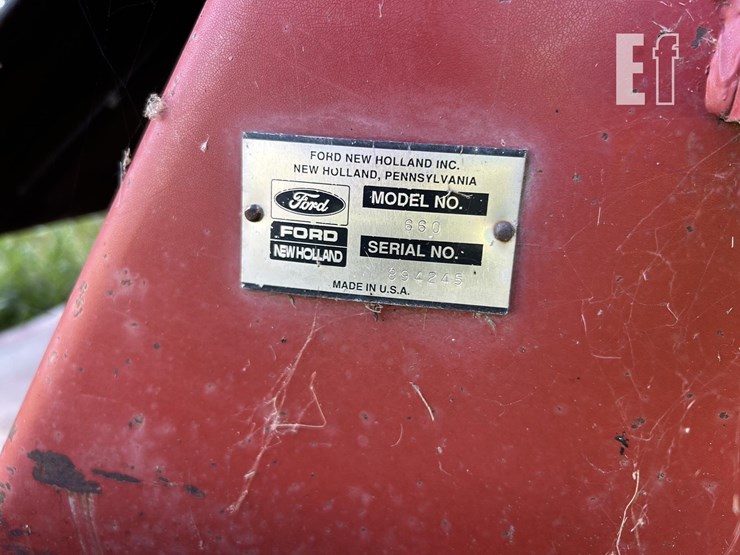 Ef
FORD NEW HOLLAND INC.
NEW HOLLAND, PENNSYLVANIA
Ford
FORD
NEW HOLLAND
MODEL NO.
660
SERIAL NO.
MADE IN U.S.A.